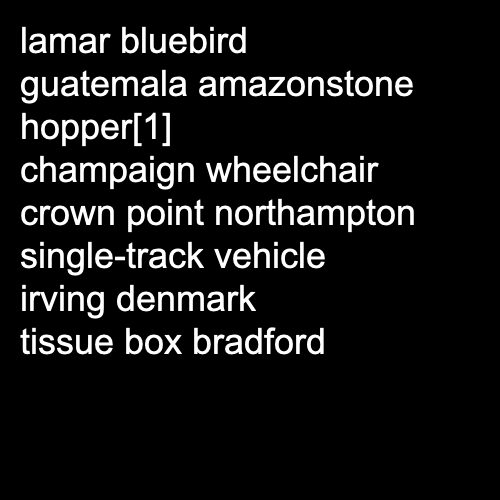 lamar bluebird
guatemala amazonstone
hopper[1]
champaign wheelchair
crown point northampton
single-track vehicle
irving denmark
tissue box bradford